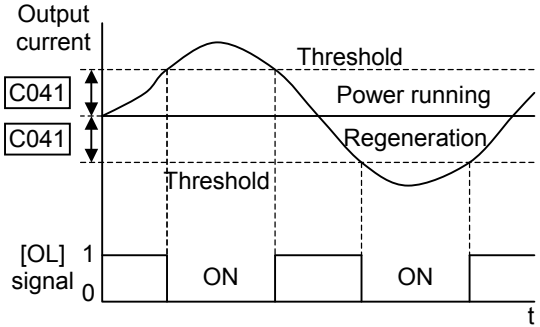 Output
current
Threshold
C041
Power running
C041
Regeneration
Threshold
[OL]
signal
1
0
ON
ON
t